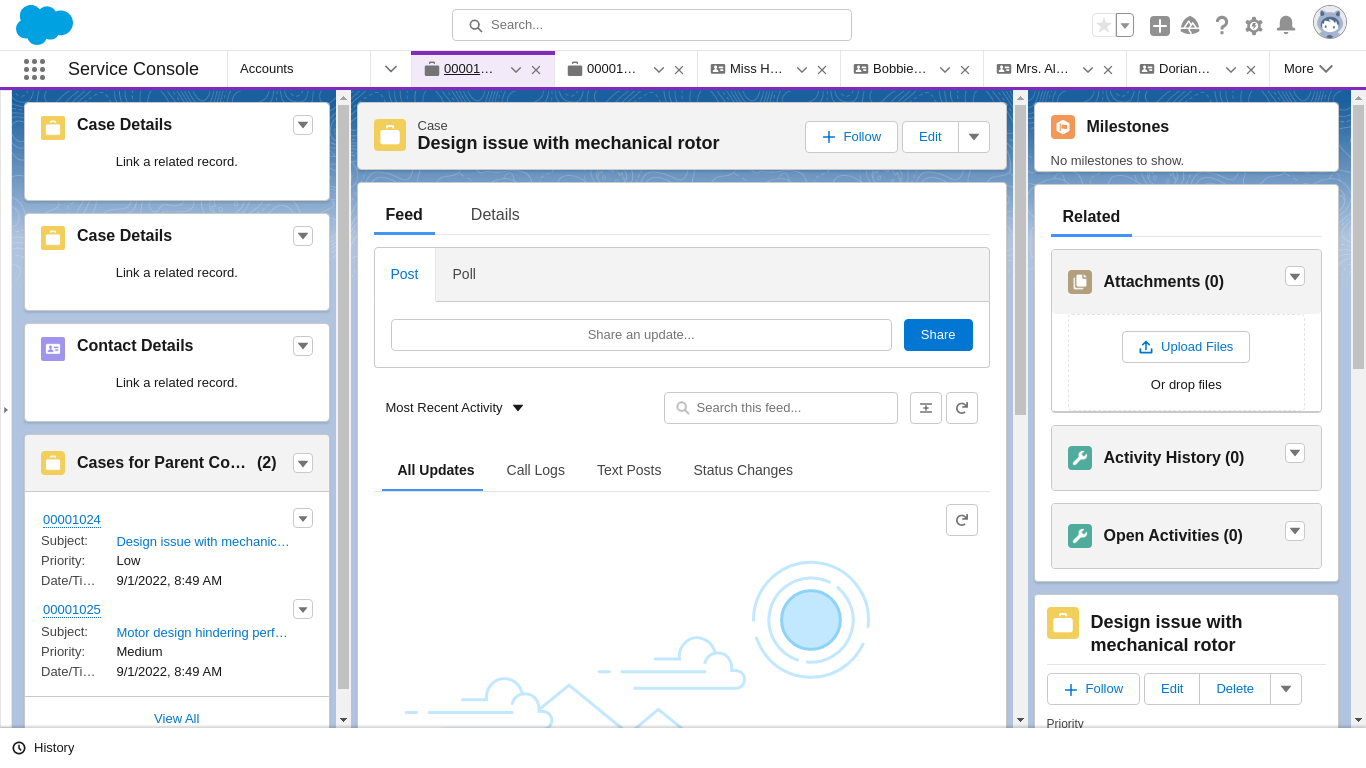 Search...
Service Console
Accounts
00001…
00001…
Miss H…
Bobbie…
Mrs. Al…
Dorian…
More
Case Details
Link a related record.
Case Details
Link a related record.
Contact Details
Link a related record.
Cases for Parent Co… (2)
00001024
Subject: Design issue with mechanic…
Priority: Low
Date/Ti… 9/1/2022, 8:49 AM
00001025
Subject: Motor design hindering perf…
Priority: Medium
Date/Ti… 9/1/2022, 8:49 AM
View All
Case
Design issue with mechanical rotor
Follow
Edit
Feed
Details
Post
Poll
Share an update...
Share
Most Recent Activity
Search this feed...
All Updates
Call Logs
Text Posts
Status Changes
Milestones
No milestones to show.
Related
Attachments (0)
Upload Files
Or drop files
Activity History (0)
Open Activities (0)
Design issue with
mechanical rotor
Follow
Edit
Delete
Priority
History